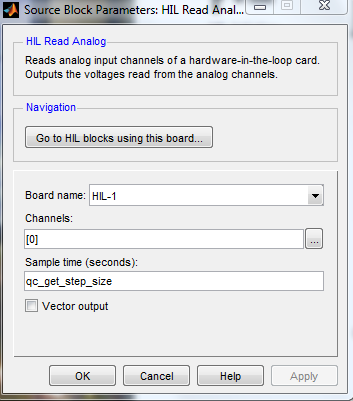 Source Block Parameters: HIL Read Anal...
HIL Read Analog
Reads analog input channels of a hardware-in-the-loop card.
Outputs the voltages read from the analog channels.
Navigation
Go to HIL blocks using this board...
Board name: HIL-1
Channels:
[0]
...
Sample time (seconds):
qc_get_step_size
Vector output
OK Cancel Help Apply